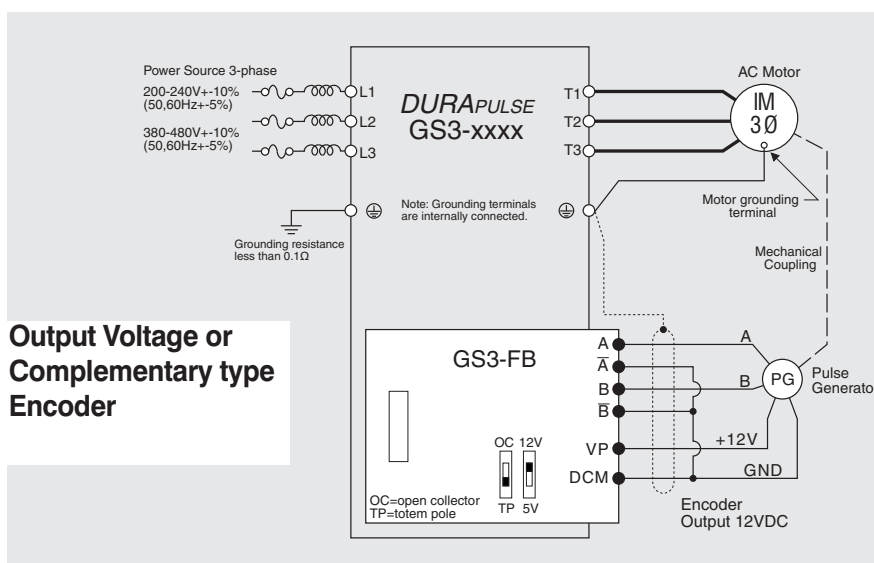 Power Source 3-phase
200-240V+-10%
(50,60Hz+-5%)
380-480V+-10%
(50,60Hz+-5%)
L1
L2
L3
DURAPULSE
GS3-xxxx
T1
T2
T3
AC Motor
IM
3Ø
Note: Grounding terminals
are internally connected.
Motor grounding
terminal
Grounding resistance
less than 0.1Ω
Mechanical
Coupling
Output Voltage or
Complementary type
Encoder
GS3-FB
A
A̅
B
B̅
VP
DCM
A
B
+12V
GND
PG
Pulse
Generato
OC 12V
TP 5V
OC=open collector
TP=totem pole
Encoder
Output 12VDC